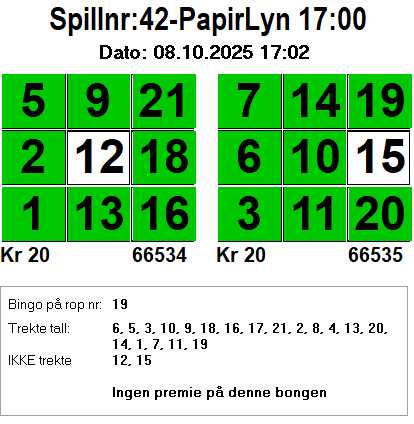 Spillnr:42-PapirLyn 17:00
Dato: 08.10.2025 17:02
5 9 21 7 14 19
2 12 18 6 10 15
1 13 16 3 11 20
Kr 20 66534 Kr 20 66535
Bingo på rop nr: 19
Trekte tall: 6, 5, 3, 10, 9, 18, 16, 17, 21, 2, 8, 4, 13, 20,
14, 1, 7, 11, 19
IKKE trekte 12, 15
Ingen premie på denne bongen